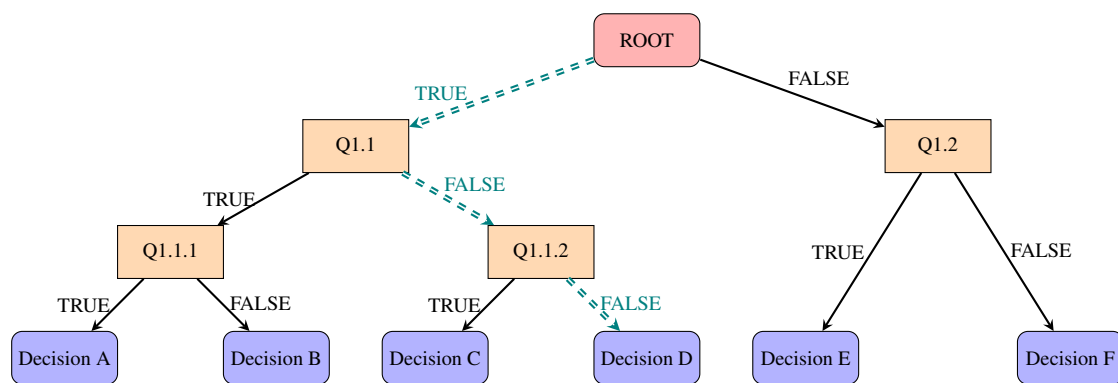 ROOT
TRUE
FALSE
Q1.1
Q1.2
TRUE
FALSE
Q1.1.1
Q1.1.2
TRUE
FALSE
TRUE
FALSE
TRUE
FALSE
Decision A
Decision B
Decision C
Decision D
Decision E
Decision F